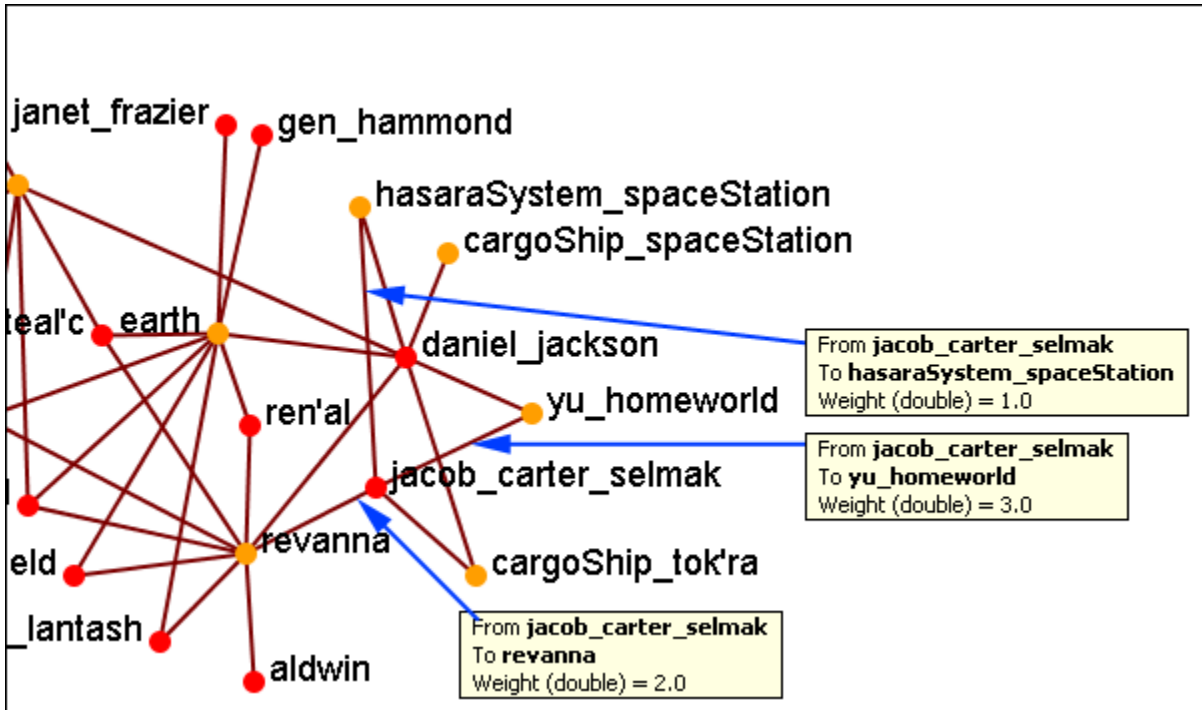 janet_frazier
gen_hammond
hasaraSystem_spaceStation
cargoShip_spaceStation
teal'c
earth
daniel_jackson
From jacob_carter_selmak
To hasaraSystem_spaceStation
Weight (double) = 1.0
yu_homeworld
ren'al
From jacob_carter_selmak
To yu_homeworld
Weight (double) = 3.0
jacob_carter_selmak
revanna
eld
cargoShip_tok'ra
_lantash
aldwin
From jacob_carter_selmak
To revanna
Weight (double) = 2.0